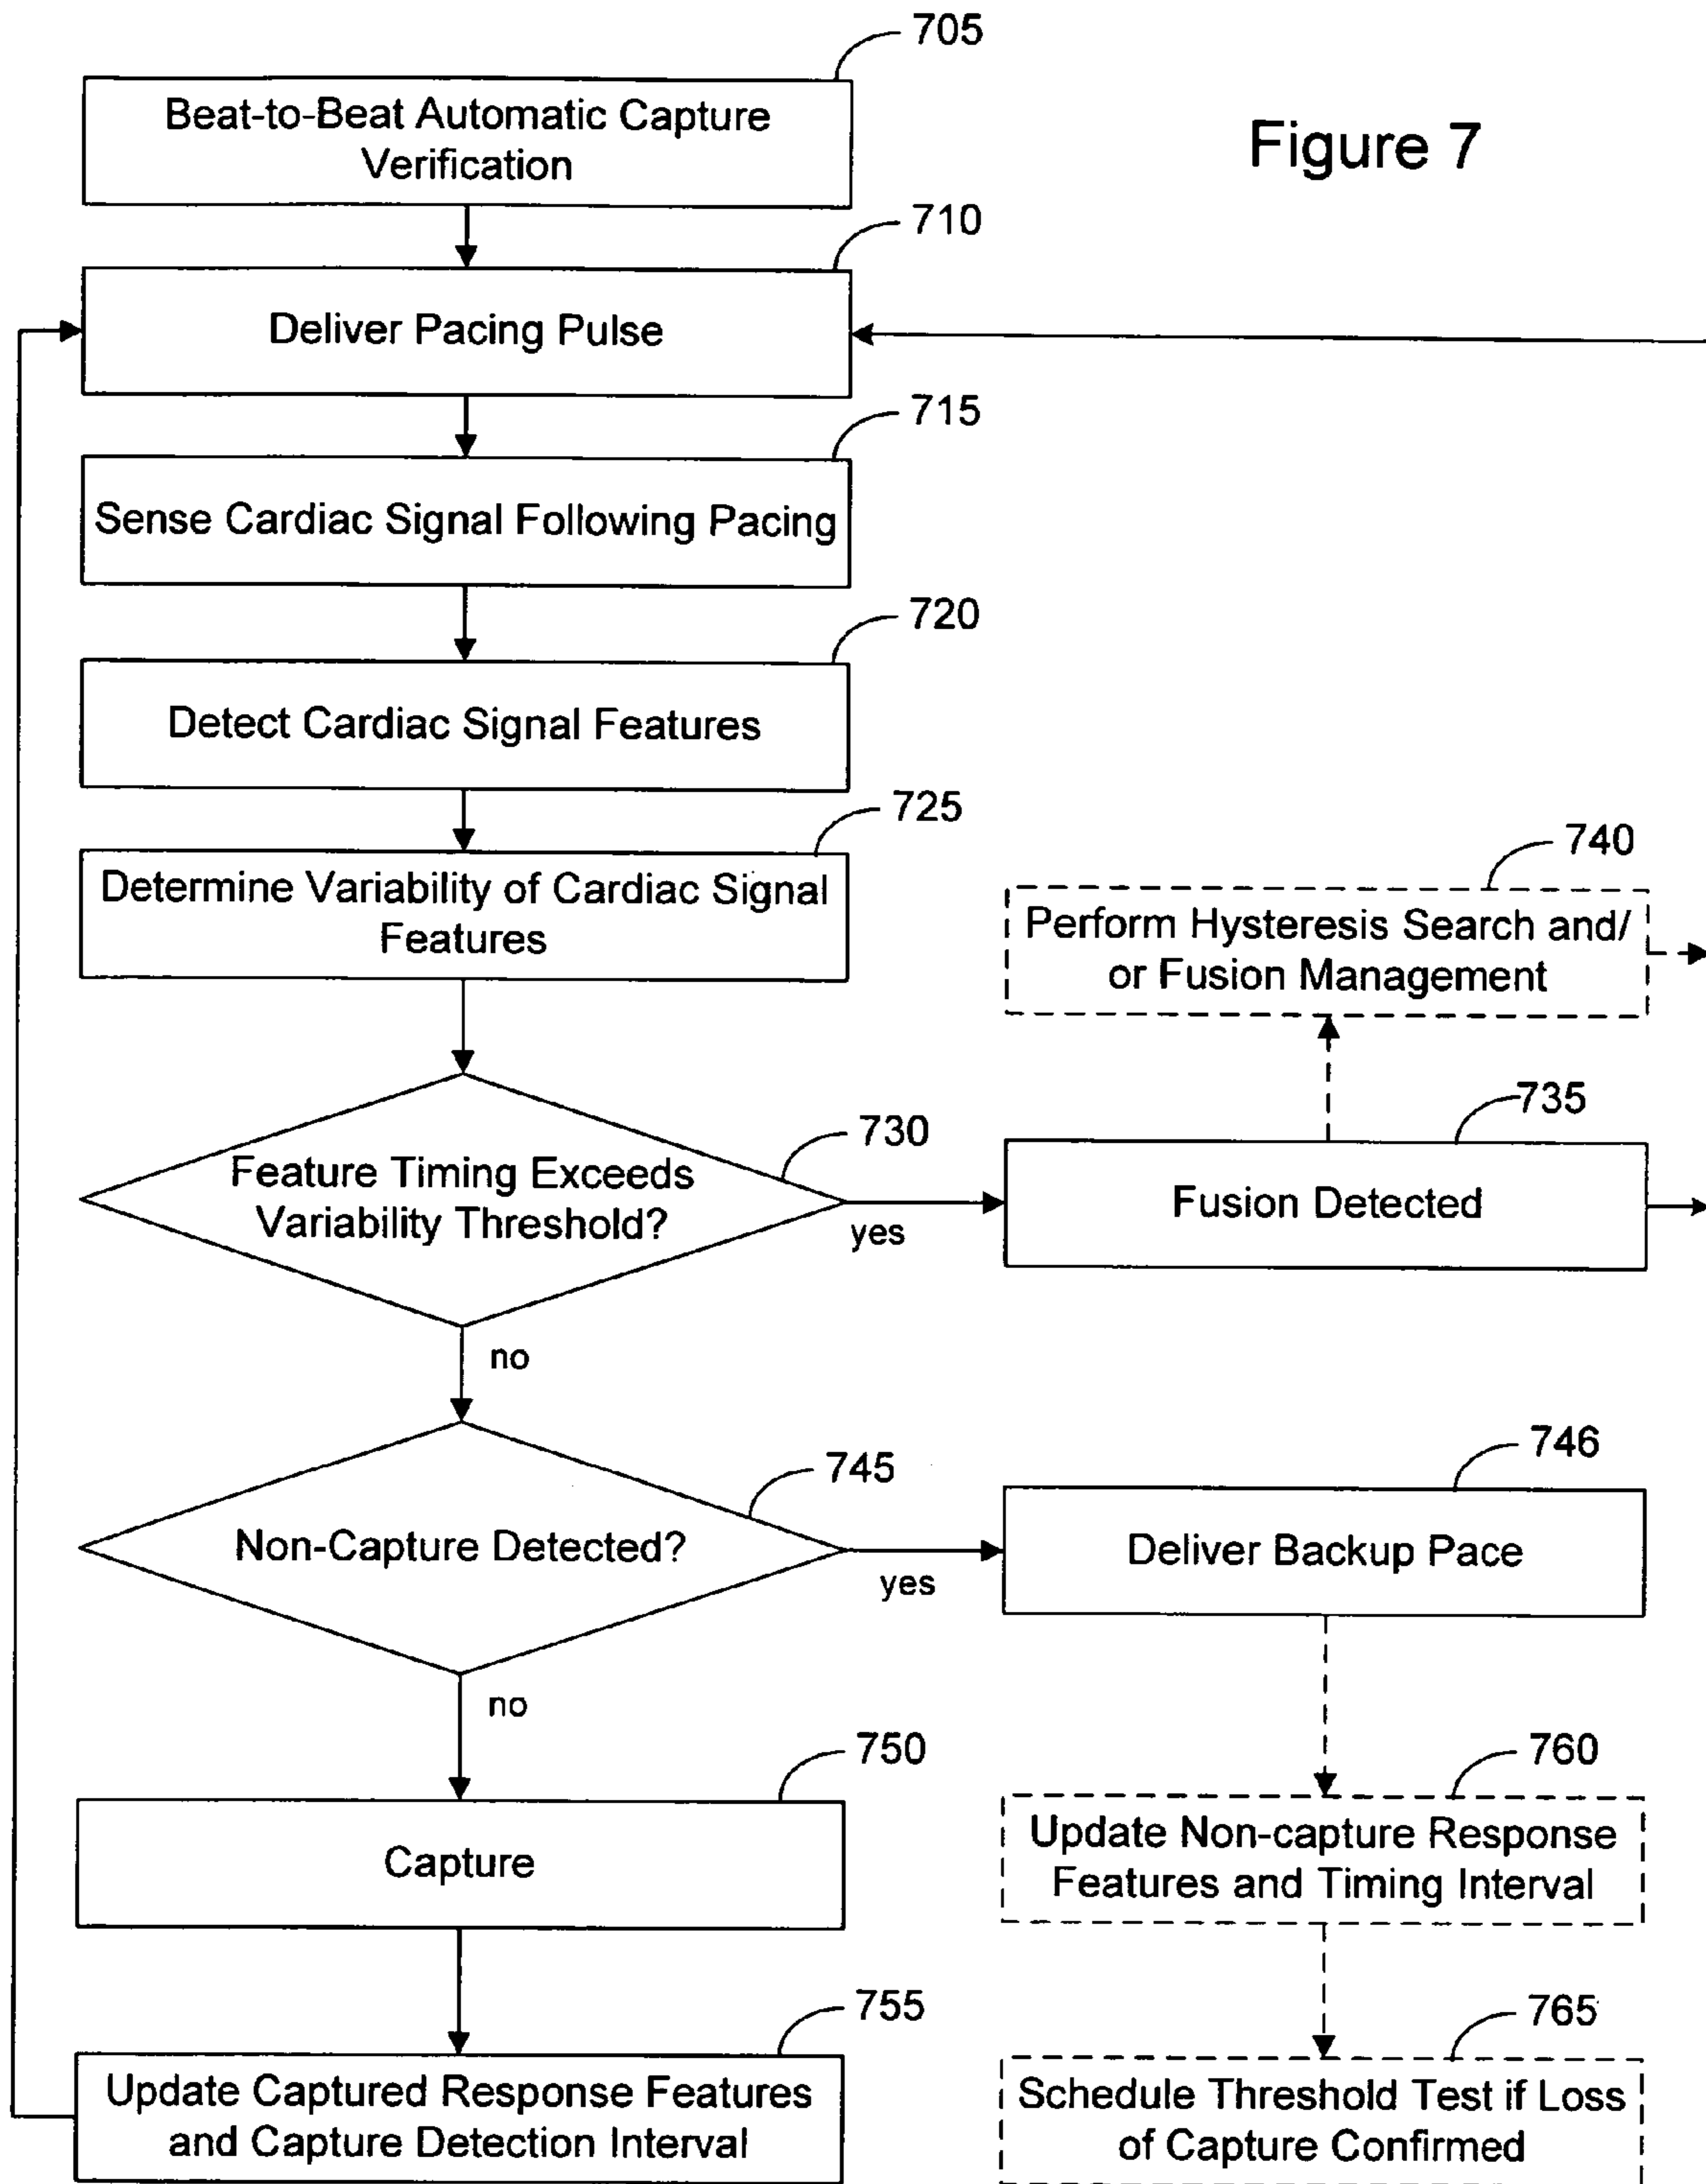 705
Beat-to-Beat Automatic Capture
Verification
Figure 7
710
Deliver Pacing Pulse
715
Sense Cardiac Signal Following Pacing
720
Detect Cardiac Signal Features
725
Determine Variability of Cardiac Signal
Features
740
Perform Hysteresis Search and/
or Fusion Management
730
Feature Timing Exceeds
Variability Threshold?
yes
735
Fusion Detected
no
745
Non-Capture Detected?
yes
746
Deliver Backup Pace
no
750
Capture
760
Update Non-capture Response
Features and Timing Interval
755
Update Captured Response Features
and Capture Detection Interval
765
Schedule Threshold Test if Loss
of Capture Confirmed